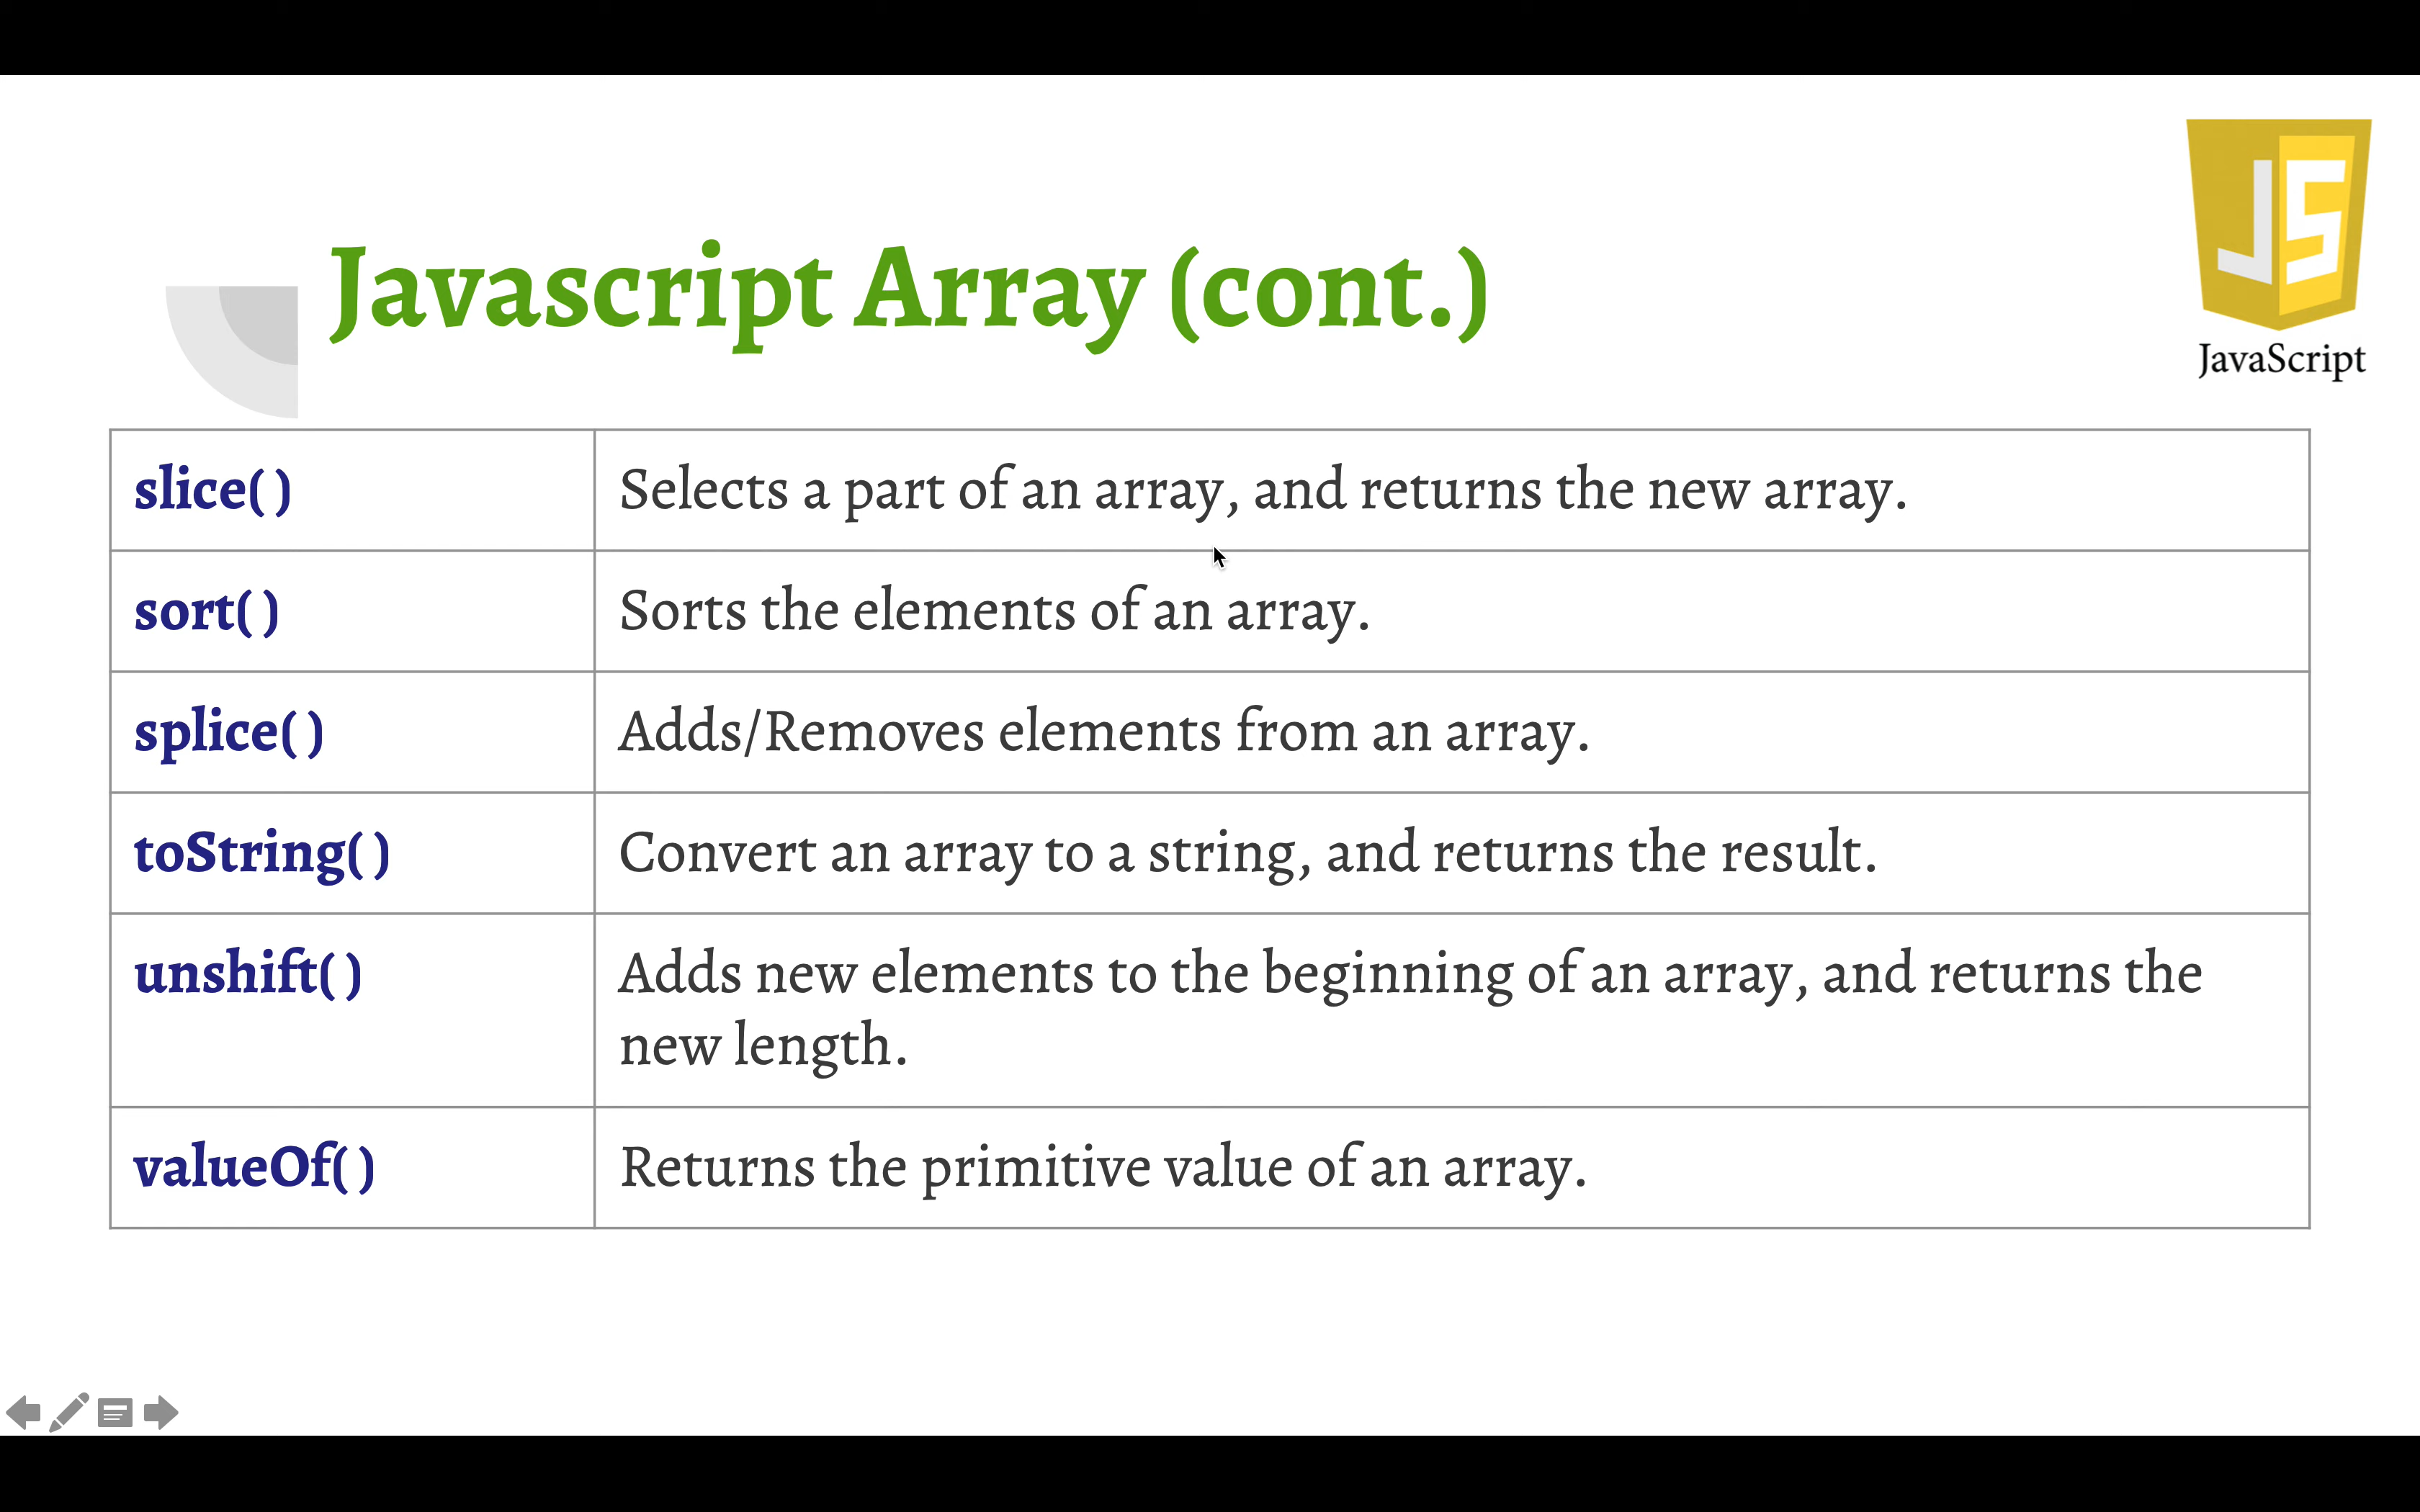 JS
JavaScript
Javascript Array (cont.)
slice( )
Selects a part of an array, and returns the new array.
sort( )
Sorts the elements of an array.
splice( )
Adds/Removes elements from an array.
toString( )
Convert an array to a string, and returns the result.
unshift( )
Adds new elements to the beginning of an array, and returns the
new length.
valueOf( )
Returns the primitive value of an array.